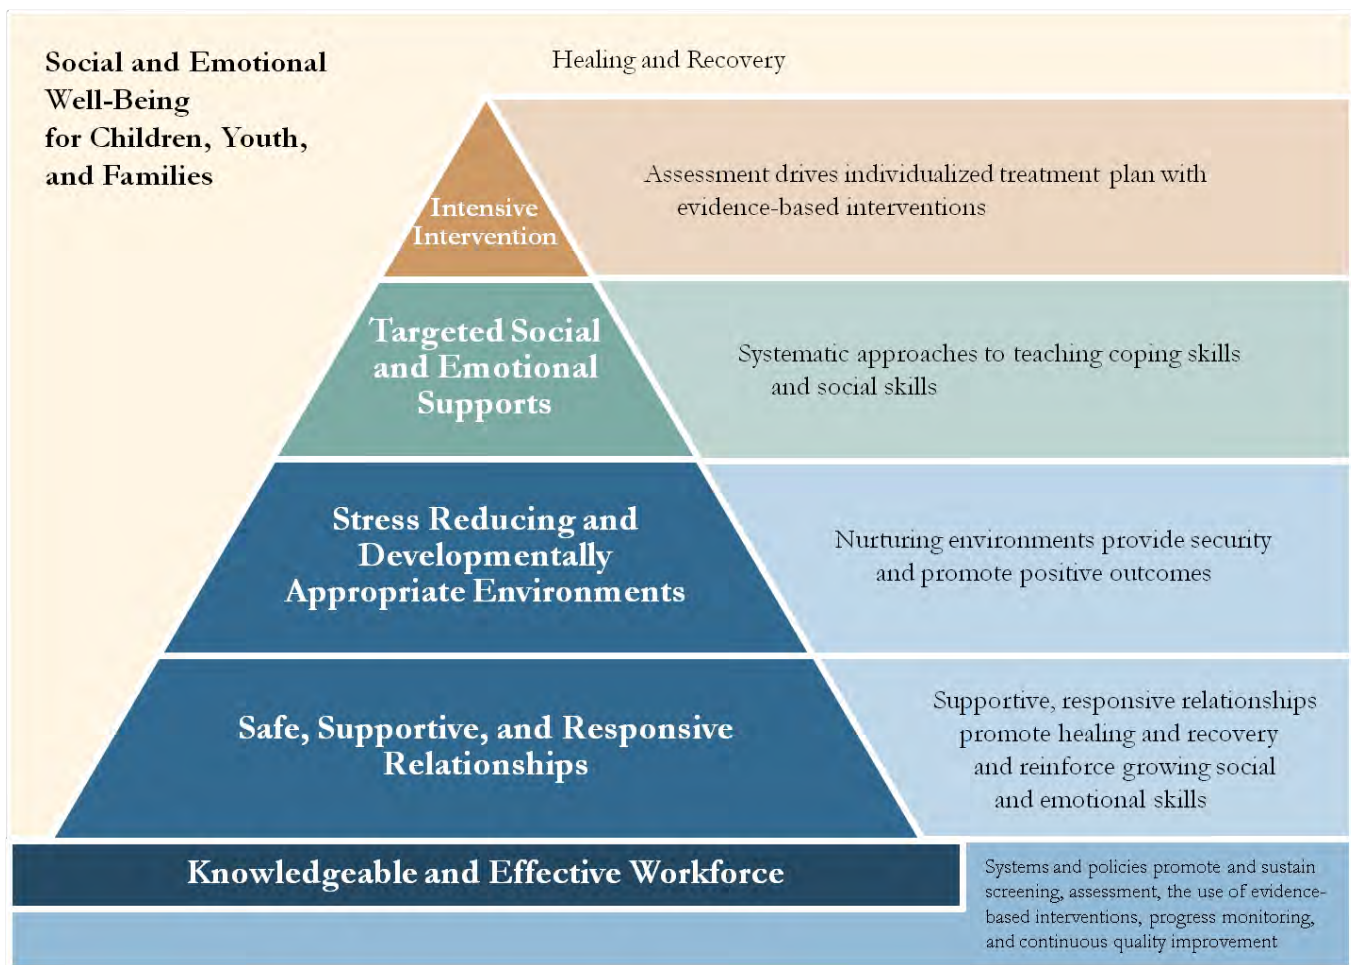 Social and Emotional
Well-Being
for Children, Youth,
and Families
Healing and Recovery
Intensive
Intervention
Assessment drives individualized treatment plan with
evidence-based interventions
Targeted Social
and Emotional
Supports
Systematic approaches to teaching coping skills
and social skills
Stress Reducing and
Developmentally
Appropriate Environments
Nurturing environments provide security
and promote positive outcomes
Safe, Supportive, and Responsive
Relationships
Supportive, responsive relationships
promote healing and recovery
and reinforce growing social
and emotional skills
Knowledgeable and Effective Workforce
Systems and policies promote and sustain
screening, assessment, the use of evidence-
based interventions, progress monitoring,
and continuous quality improvement